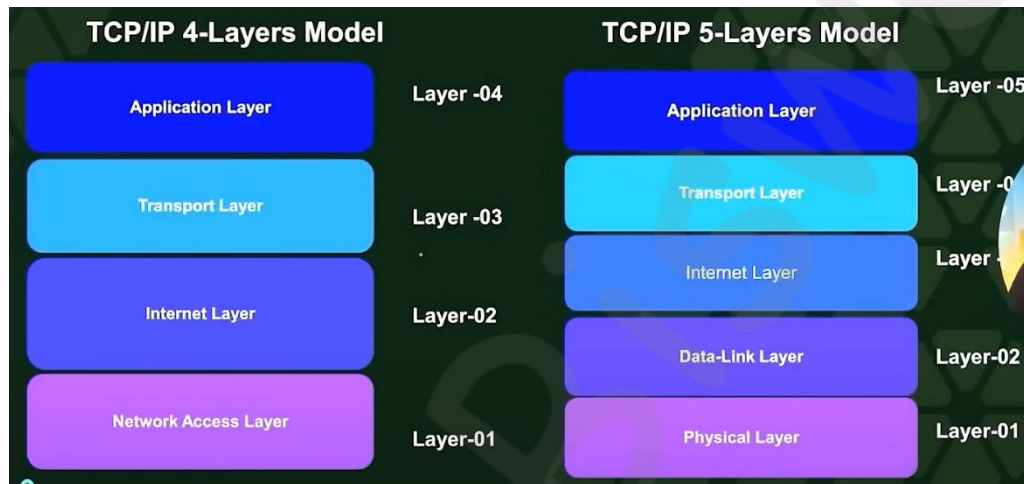 TCP/IP 4-Layers Model
Application Layer
Layer -04
Transport Layer
Layer -03
Internet Layer
Layer-02
Network Access Layer
Layer-01
TCP/IP 5-Layers Model
Application Layer
Layer -05
Transport Layer
Layer
Internet Layer
Layer
Data-Link Layer
Layer-02
Physical Layer
Layer-01